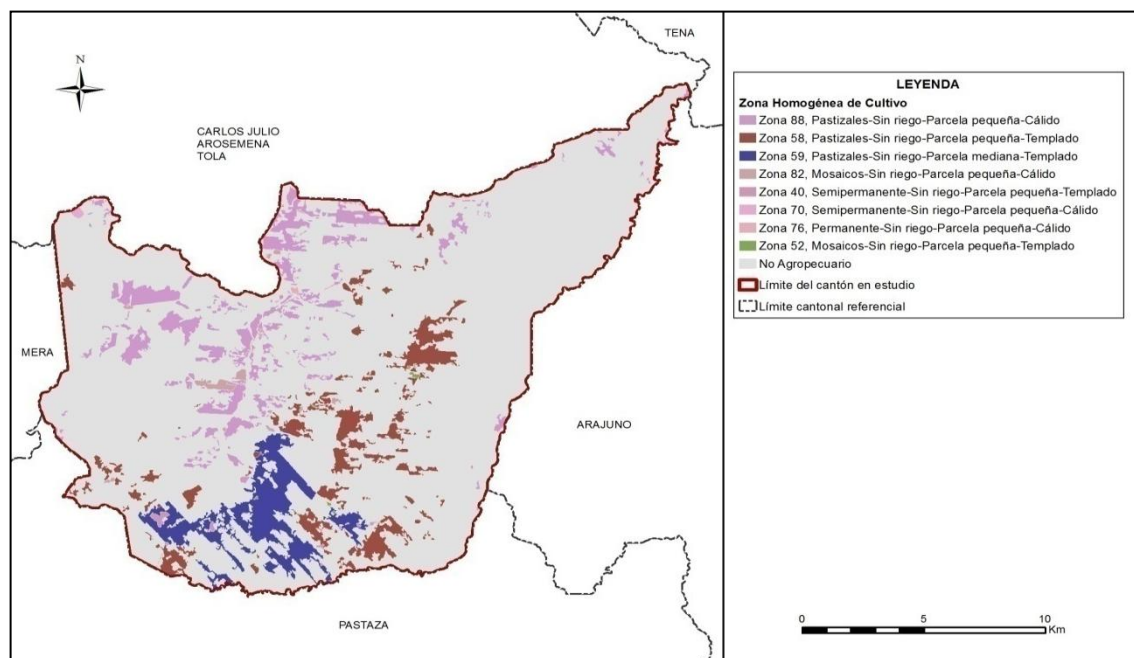 TENA
N
CARLOS JULIO
AROSEMENA
TOLA
MERA
ARAJUNO
PASTAZA
LEYENDA
Zona Homogénea de Cultivo
Zona 88, Pastizales-Sin riego-Parcela pequeña-Cálido
Zona 58, Pastizales-Sin riego-Parcela pequeña-Templado
Zona 59, Pastizales-Sin riego-Parcela mediana-Templado
Zona 82, Mosaicos-Sin riego-Parcela pequeña-Cálido
Zona 40, Semipermanente-Sin riego-Parcela pequeña-Templado
Zona 70, Semipermanente-Sin riego-Parcela pequeña-Cálido
Zona 76, Permanente-Sin riego-Parcela pequeña-Cálido
Zona 52, Mosaicos-Sin riego-Parcela pequeña-Templado
No Agropecuario
Límite del cantón en estudio
Límite cantonal referencial
0 5 10
Km